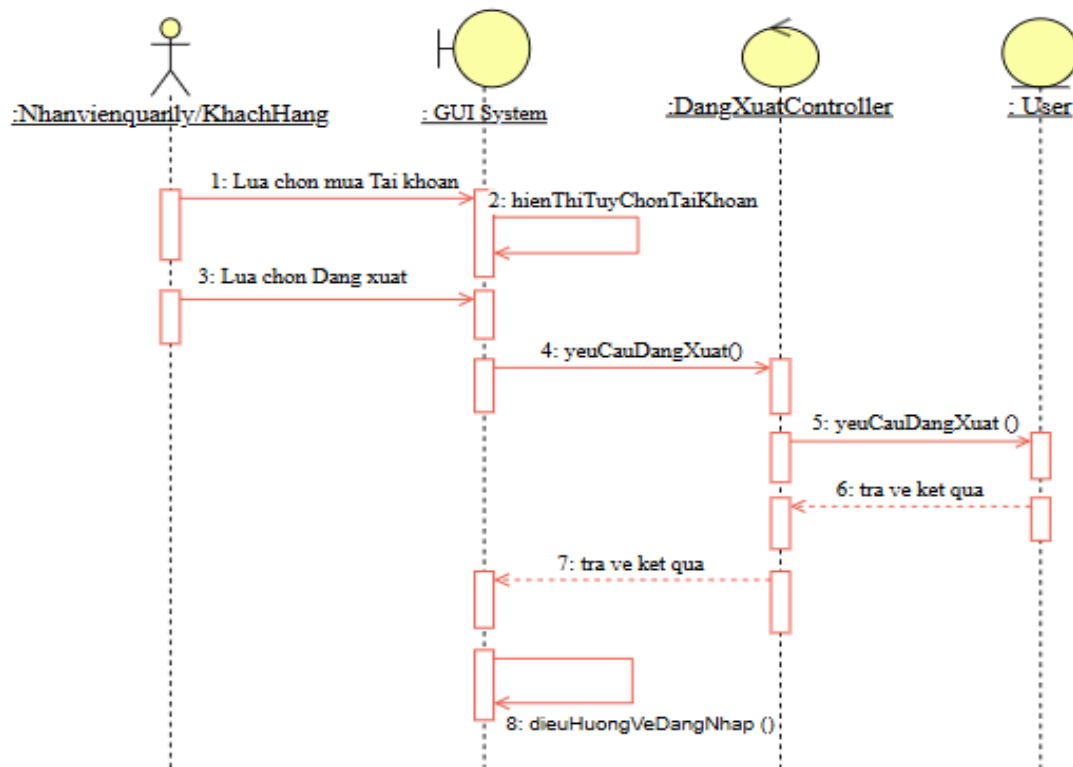 :Nhanvienquanly/KhachHang
: GUI System
:DangXuatController
: User
1: Lua chon mua Tai khoan
2: hienThiTuyChonTaiKhoan
3: Lua chon Dang xuat
4: yeuCauDangXuat()
5: yeuCauDangXuat ()
6: tra ve ket qua
7: tra ve ket qua
8: dieuHuongVeDangNhap ()